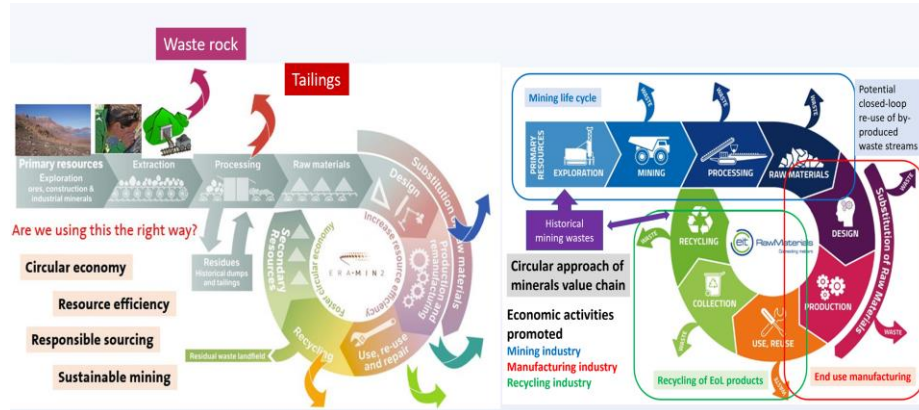 Waste rock
Tailings
Primary resources
Exploration
ores, construction &
industrial minerals
Extraction
Processing
Raw materials
Substitution
Raw materials
Design
Production and
remanufacturing
Use, re-use
and repair
Recycling
Secondary
Resources
Increase resource efficiency
Foster circular economy
ERA·MIN2
Residues
Historical dumps
and tailings
Residual waste landfield
Are we using this the right way?
Circular economy
Resource efficiency
Responsible sourcing
Sustainable mining
Mining life cycle
WASTE
WASTE
WASTE
PRIMARY
RESOURCES
EXPLORATION
MINING
PROCESSING
RAW MATERIALS
Potential
closed-loop
re-use of by-
produced
waste streams
WASTE
Substitution of Raw Materials
DESIGN
PRODUCTION
WASTE
USE, REUSE
WASTE
COLLECTION
WASTE
RECYCLING
WASTE
eit
RawMaterials
Historical
mining wastes
Circular approach of
minerals value chain
Economic activities
promoted
Mining industry
Manufacturing industry
Recycling industry
Recycling of EoL products
End use manufacturing